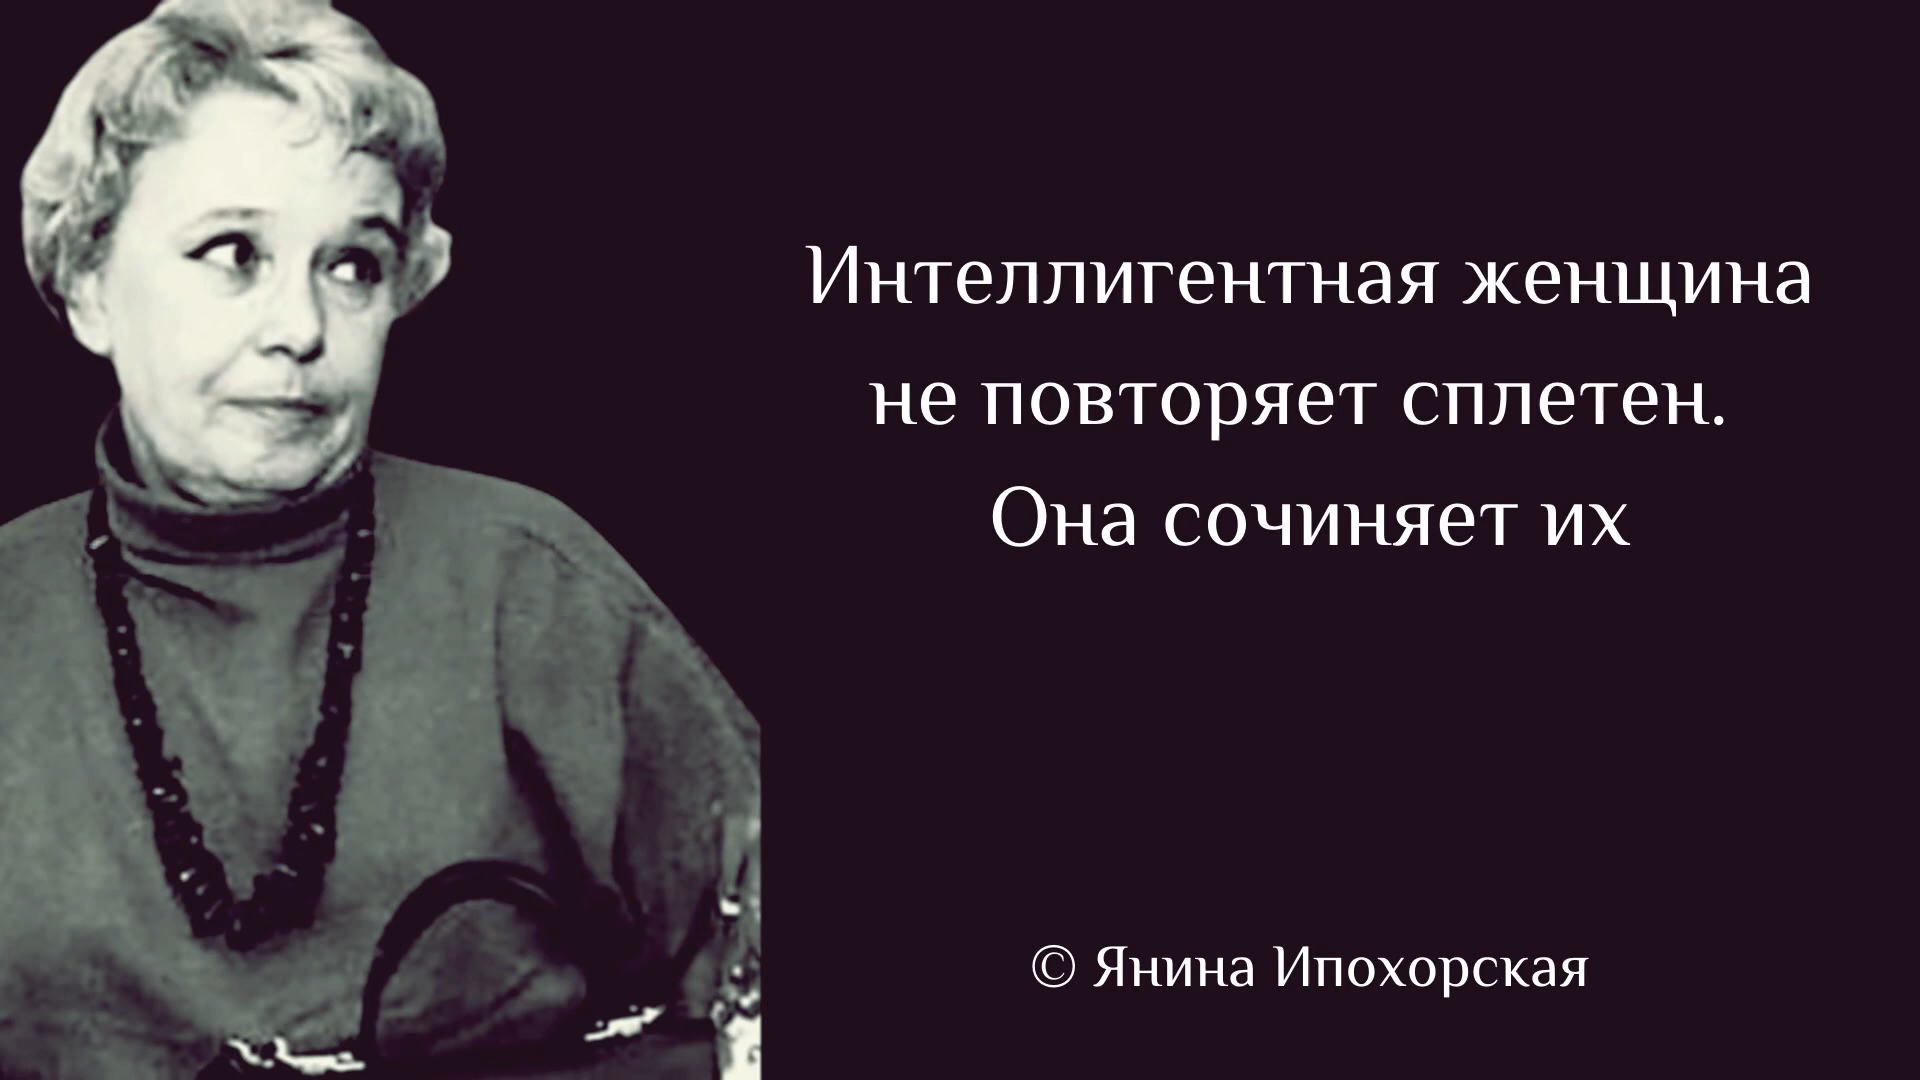 Интеллигентная женщина
не повторяет сплетен.
Она сочиняет их
© Янина Ипохорская